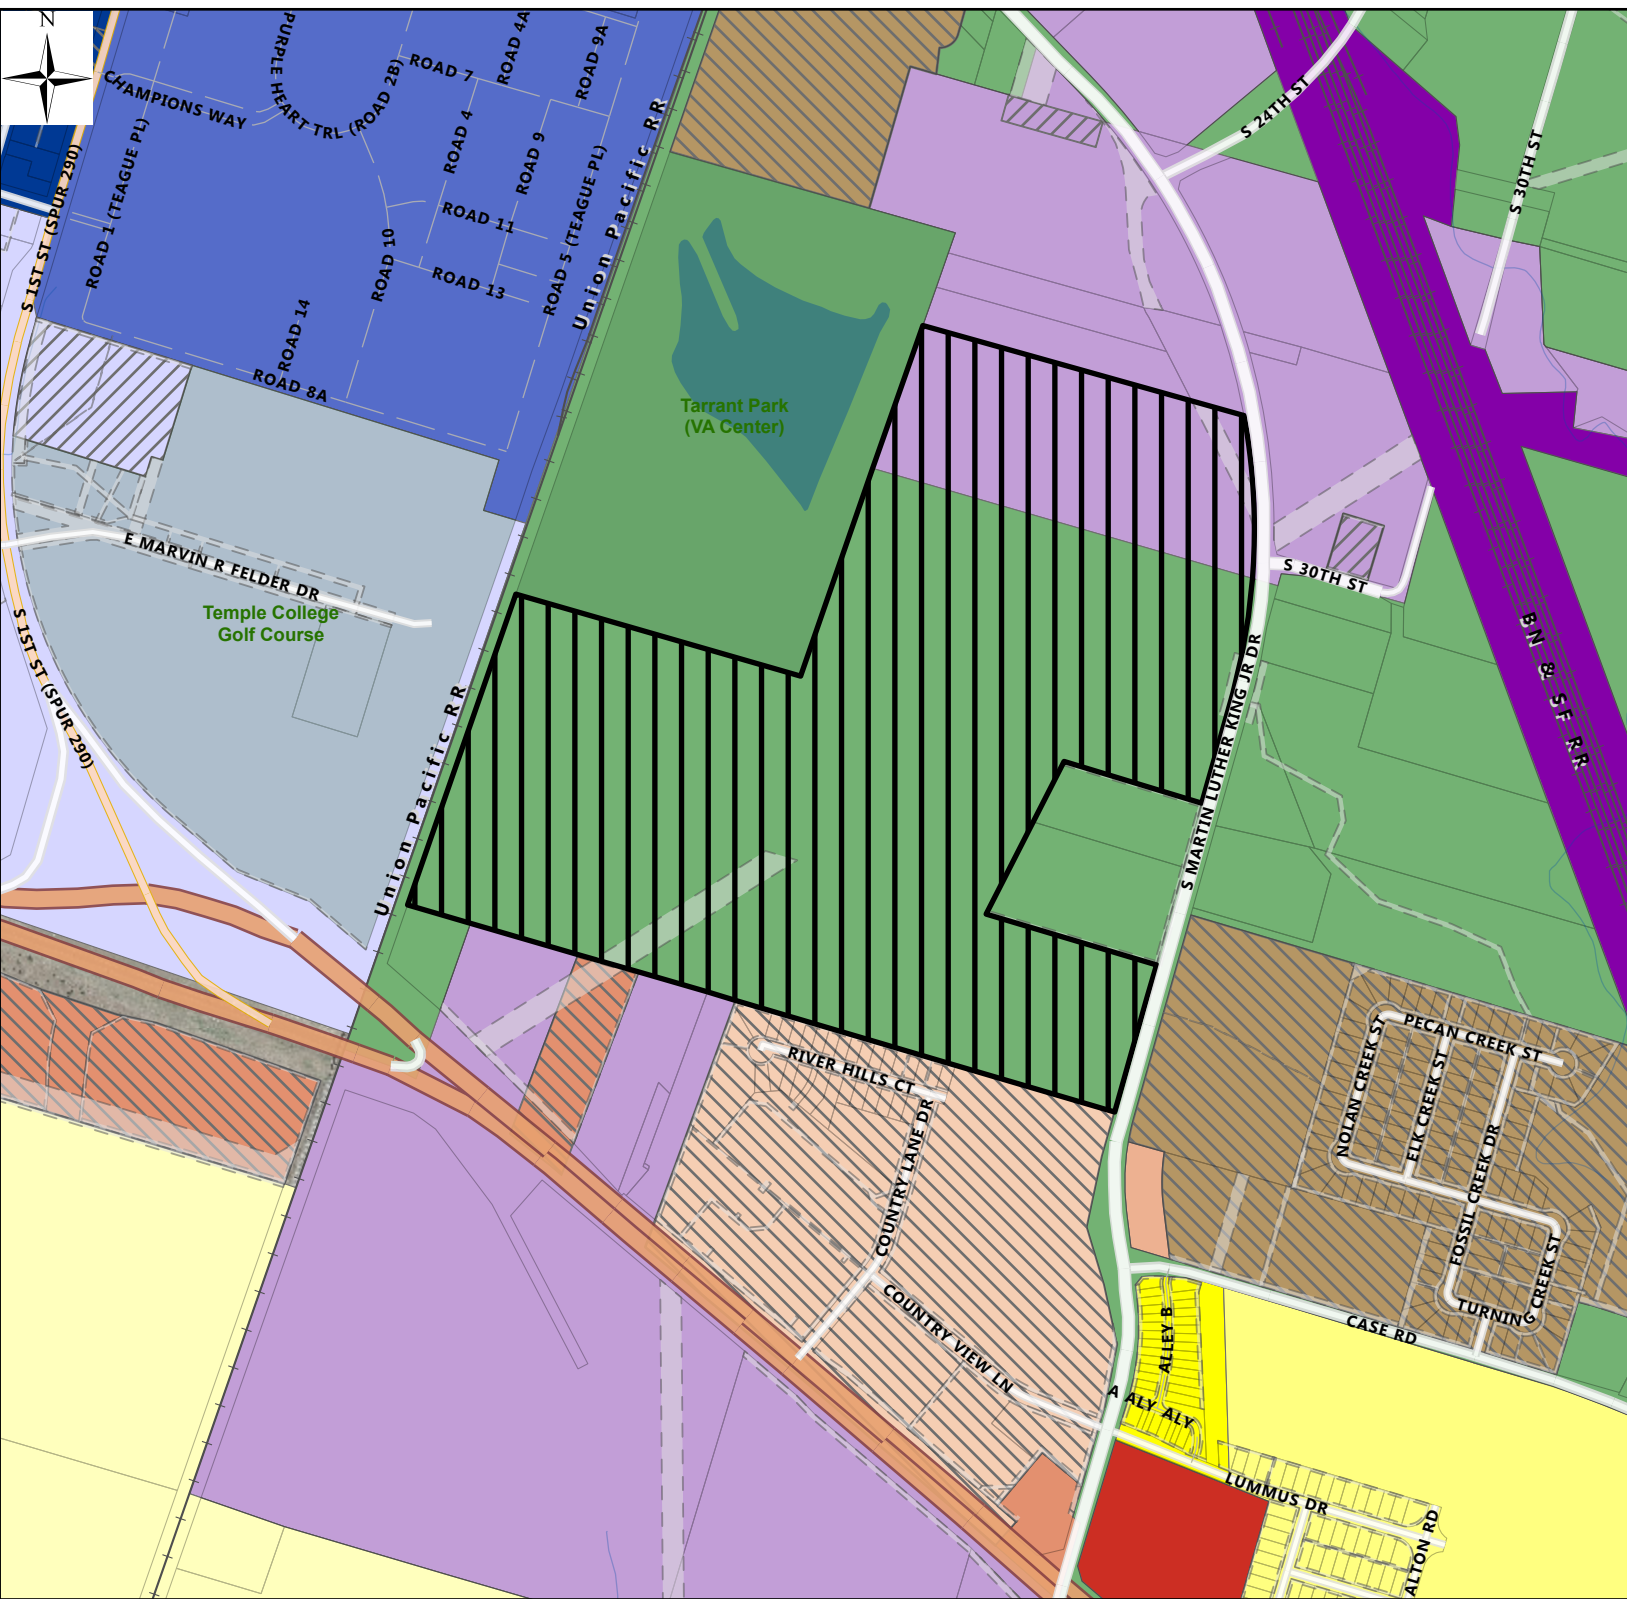 N
PURPLE HEART TRL (ROAD 2B)
ROAD 7
ROAD 4A
ROAD 9A
CHAMPIONS WAY
ROAD 1 (TEAGUE PL)
ROAD 4
ROAD 9
ROAD 5 (TEAGUE PL)
Union Pacific RR
S 24TH ST
S 30TH ST
S 1ST ST (SPUR 290)
ROAD 11
ROAD 10
ROAD 13
ROAD 14
ROAD 8A
Tarrant Park
(VA Center)
E MARVIN R FELDER DR
Temple College
Golf Course
S 30TH ST
S 1ST ST (SPUR 290)
Union Pacific RR
BN & SF RR
S MARTIN LUTHER KING JR DR
RIVER HILLS CT
COUNTRY LANE DR
COUNTRY VIEW LN
PECAN CREEK ST
NOLAN CREEK ST
ELK CREEK ST
FOSSIL CREEK DR
TURNING CREEK ST
CASE RD
ALLEY B
A ALY ALY
LUMMUS DR
ALTON RD